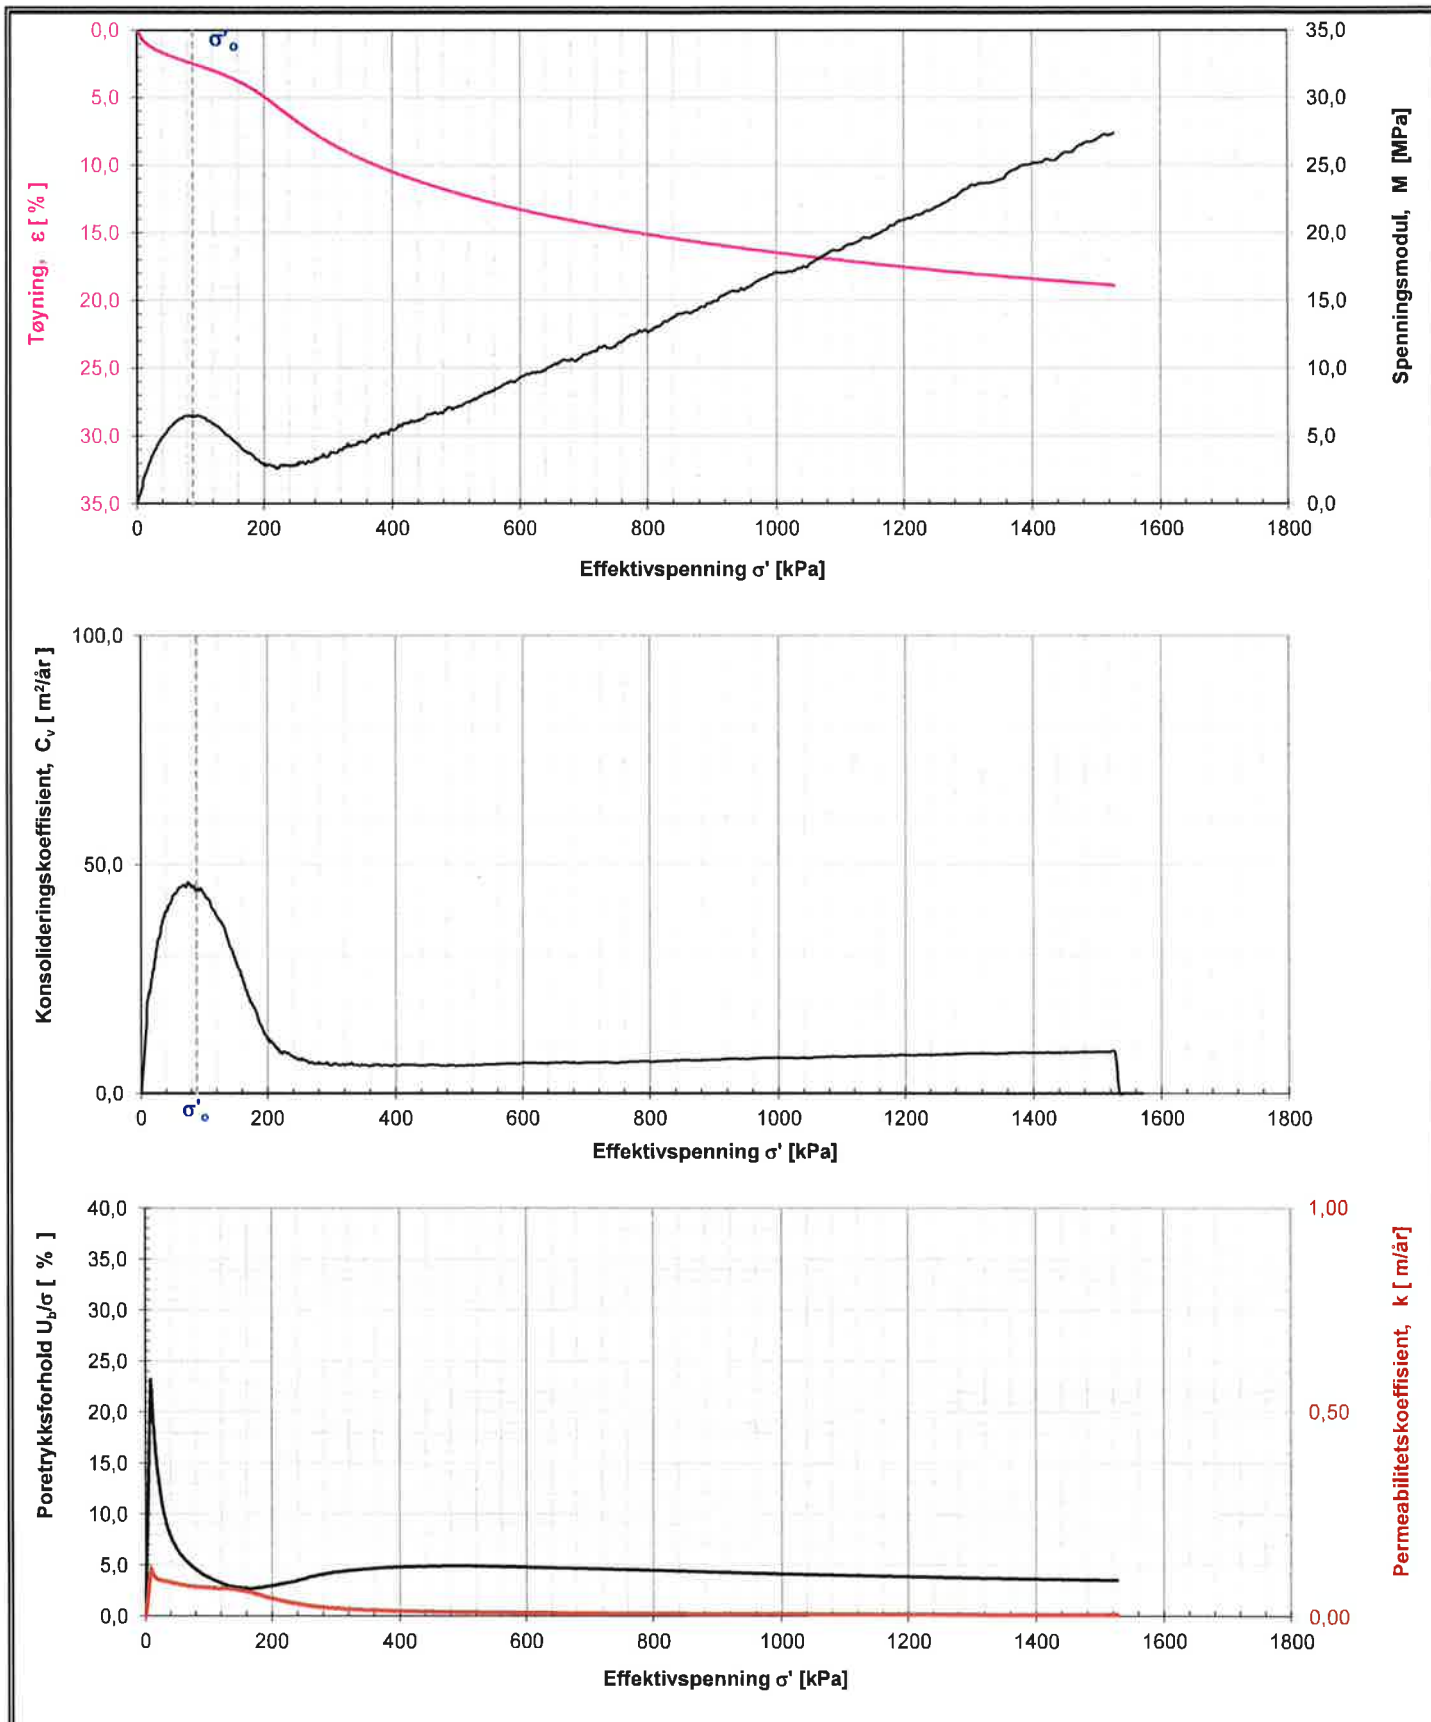 σ'o
0,0
5,0
10,0
15,0
20,0
25,0
30,0
35,0
Tøyning, ε [ % ]
35,0
30,0
25,0
20,0
15,0
10,0
5,0
0,0
Spenningsmodul, M [MPa]
0 200 400 600 800 1000 1200 1400 1600 1800
Effektivspenning σ' [kPa]
100,0
50,0
0,0
Konsolideringskoeffisient, Cv [ m²/år ]
σ'o
0 200 400 600 800 1000 1200 1400 1600 1800
Effektivspenning σ' [kPa]
40,0
35,0
30,0
25,0
20,0
15,0
10,0
5,0
0,0
Poretrykksforhold Ub/σ [ % ]
1,00
0,50
0,00
Permeabilitetskoeffisient, k [ m/år]
0 200 400 600 800 1000 1200 1400 1600 1800
Effektivspenning σ' [kPa]